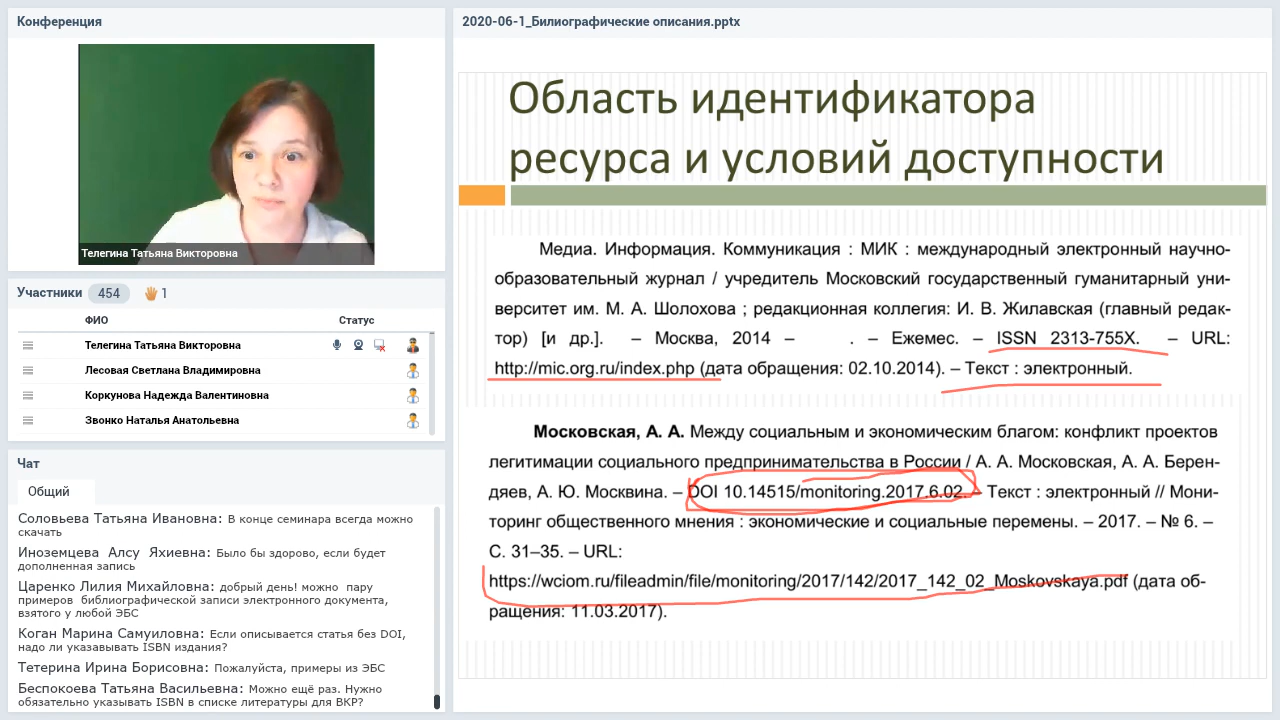 Конференция
Телегина Татьяна Викторовна
Участники 454 1
ФИО Статус
Телегина Татьяна Викторовна
Лесовая Светлана Владимировна
Коркунова Надежда Валентиновна
Звонко Наталья Анатольевна
Чат
Общий
Соловьева Татьяна Ивановна: В конце семинара всегда можно
скачать
Иноземцева Алсу Яхиевна: Было бы здорово, если будет
дополненная запись
Царенко Лилия Михайловна: добрый день! можно пару
примеров библиографической записи электронного документа,
взятого у любой ЭБС
Коган Марина Самуиловна: Если описывается статья без DOI,
надо ли указавывать ISBN издания?
Тетерина Ирина Борисовна: Пожалуйста, примеры из ЭБС
Беспокоева Татьяна Васильевна: Можно ещё раз. Нужно
обязательно указывать ISBN в списке литературы для ВКР?
2020-06-1_Билиографические описания.pptx
Область идентификатора
ресурса и условий доступности
Медиа. Информация. Коммуникация : МИК : международный электронный научно-
образовательный журнал / учредитель Московский государственный гуманитарный уни-
верситет им. М. А. Шолохова ; редакционная коллегия: И. В. Жилавская (главный редак-
тор) [и др.]. – Москва, 2014 – . – Ежемес. – ISSN 2313-755X. – URL:
http://mic.org.ru/index.php (дата обращения: 02.10.2014). – Текст : электронный.
Московская, А. А. Между социальным и экономическим благом: конфликт проектов
легитимации социального предпринимательства в России / А. А. Московская, А. А. Берен-
дяев, А. Ю. Москвина. – DOI 10.14515/monitoring.2017.6.02. – Текст : электронный // Мони-
торинг общественного мнения : экономические и социальные перемены. – 2017. – № 6. –
С. 31–35. – URL:
https://wciom.ru/fileadmin/file/monitoring/2017/142/2017_142_02_Moskovskaya.pdf (дата об-
ращения: 11.03.2017).